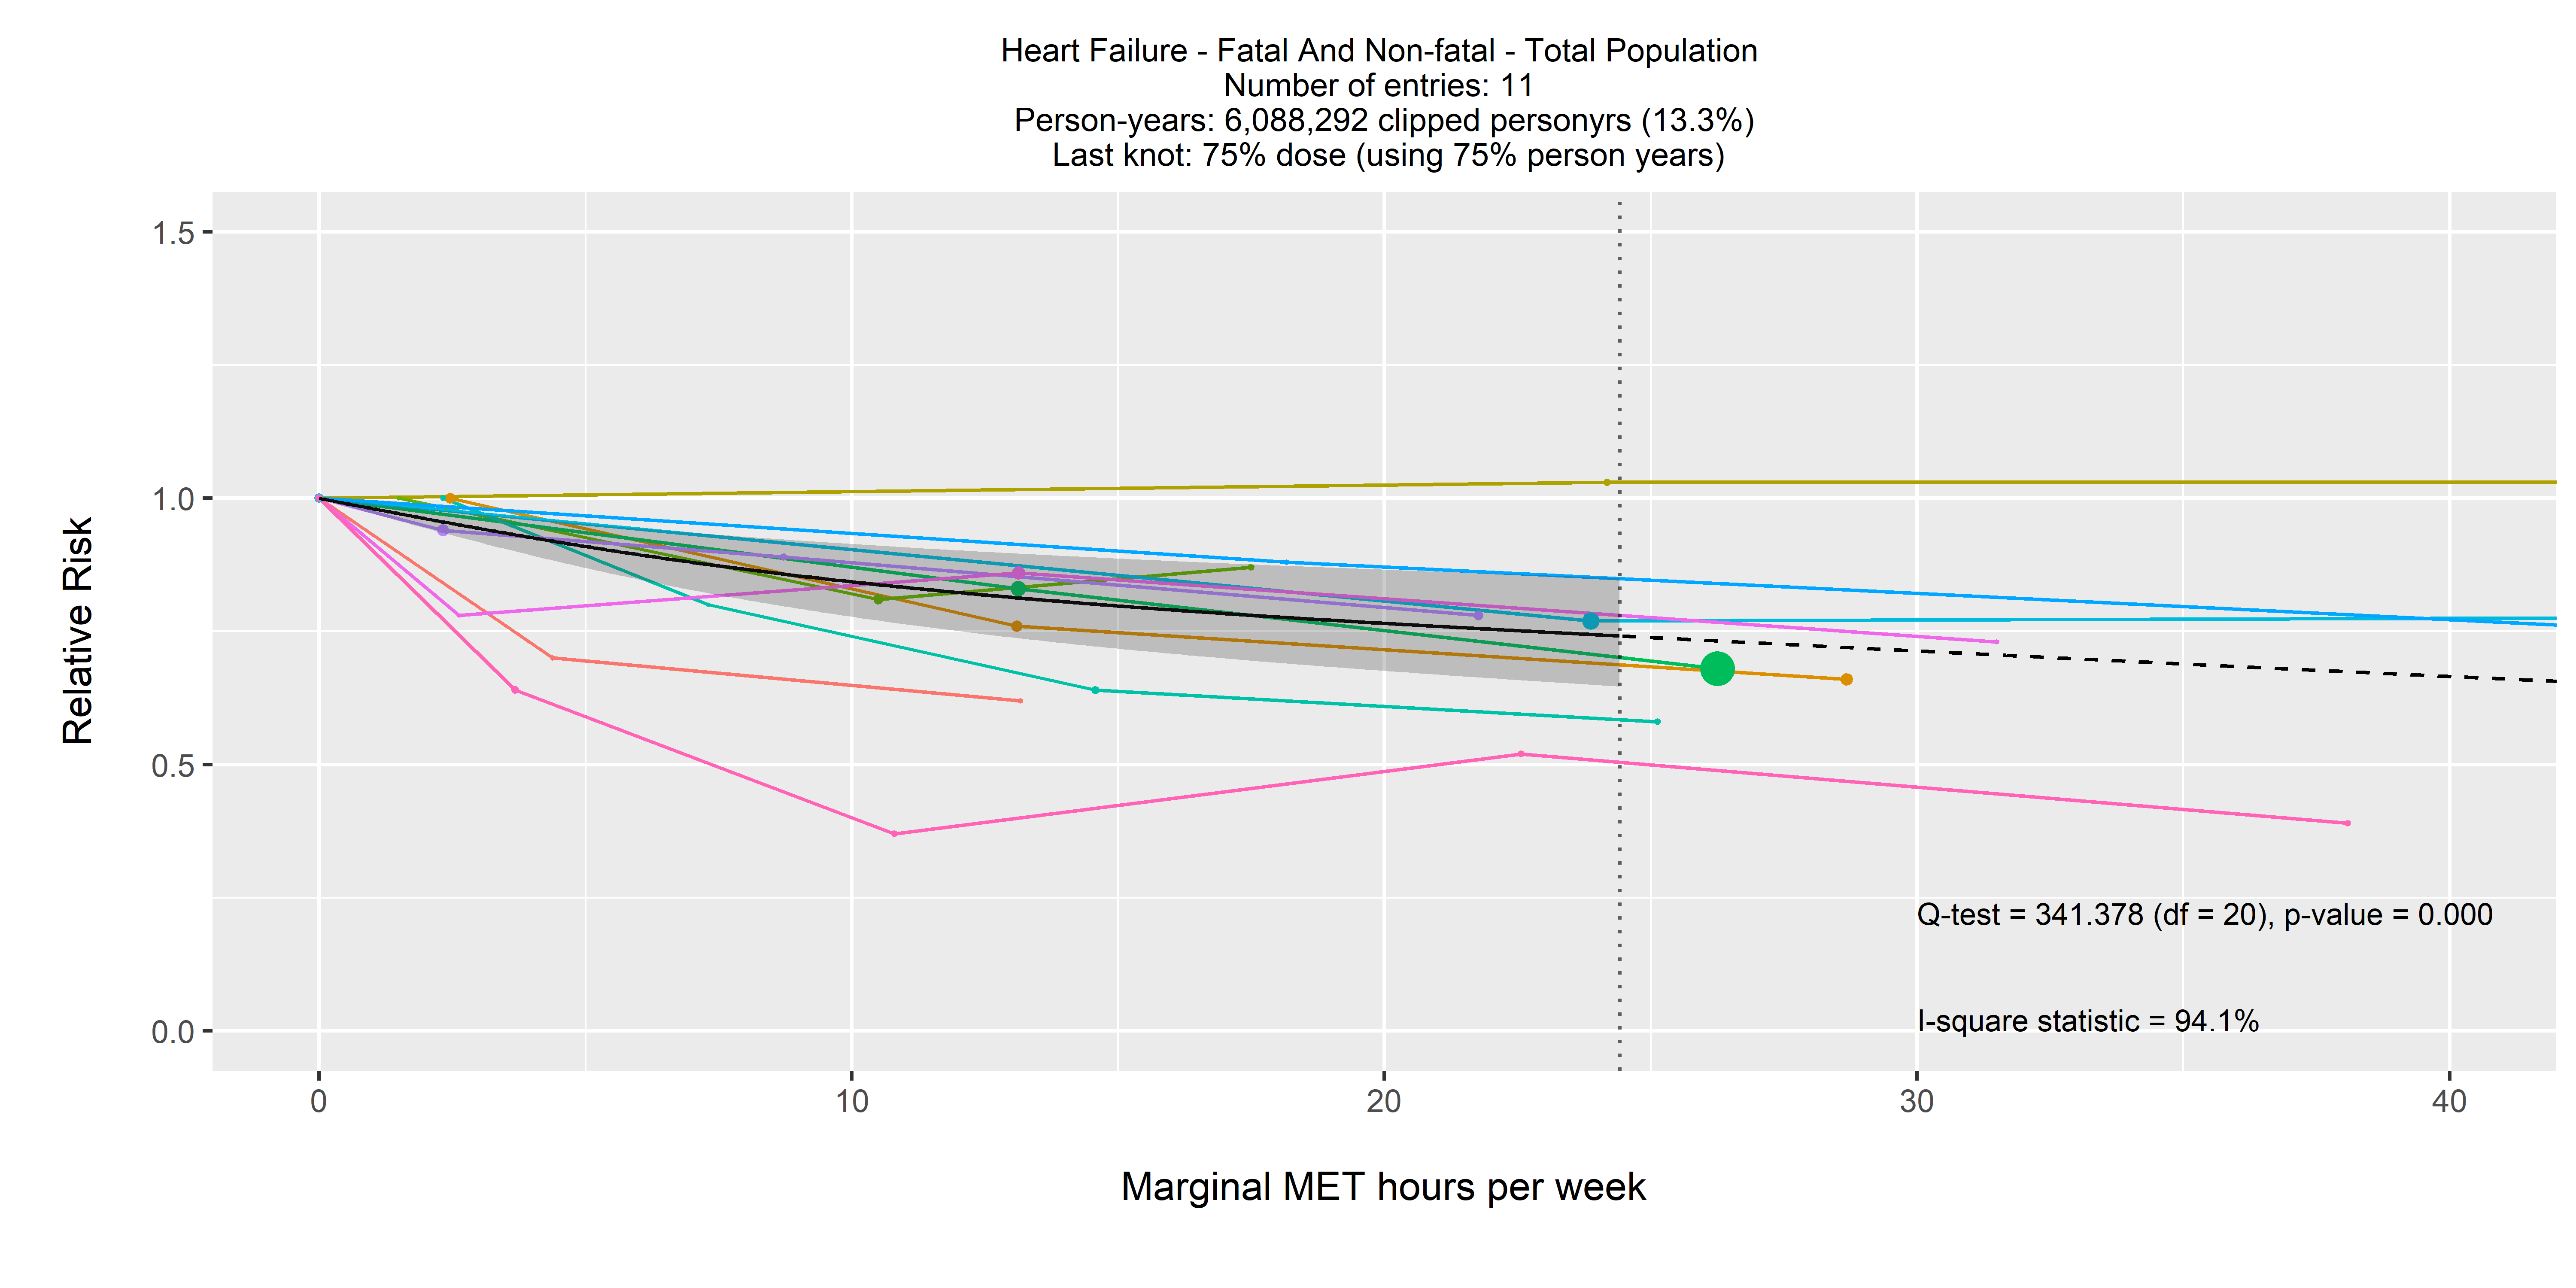 Heart Failure - Fatal And Non-fatal - Total Population
Number of entries: 11
Person-years: 6,088,292 clipped personyrs (13.3%)
Last knot: 75% dose (using 75% person years)
1.5
1.0
0.5
0.0
Relative Risk
Q-test = 341.378 (df = 20), p-value = 0.000
I-square statistic = 94.1%
0 10 20 30 40
Marginal MET hours per week